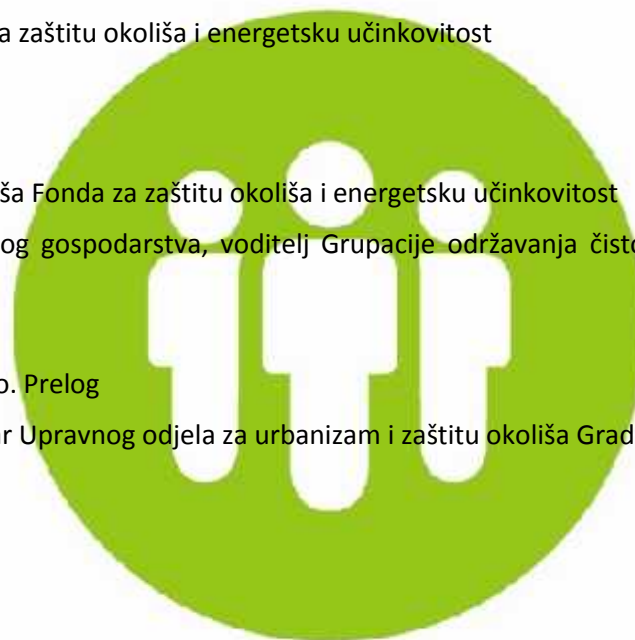 a zaštitu okoliša i energetsku učinkovitost
ša Fonda za zaštitu okoliša i energetsku učinkovitost
og gospodarstva, voditelj Grupacije održavanja čisto
o. Prelog
ar Upravnog odjela za urbanizam i zaštitu okoliša Grad